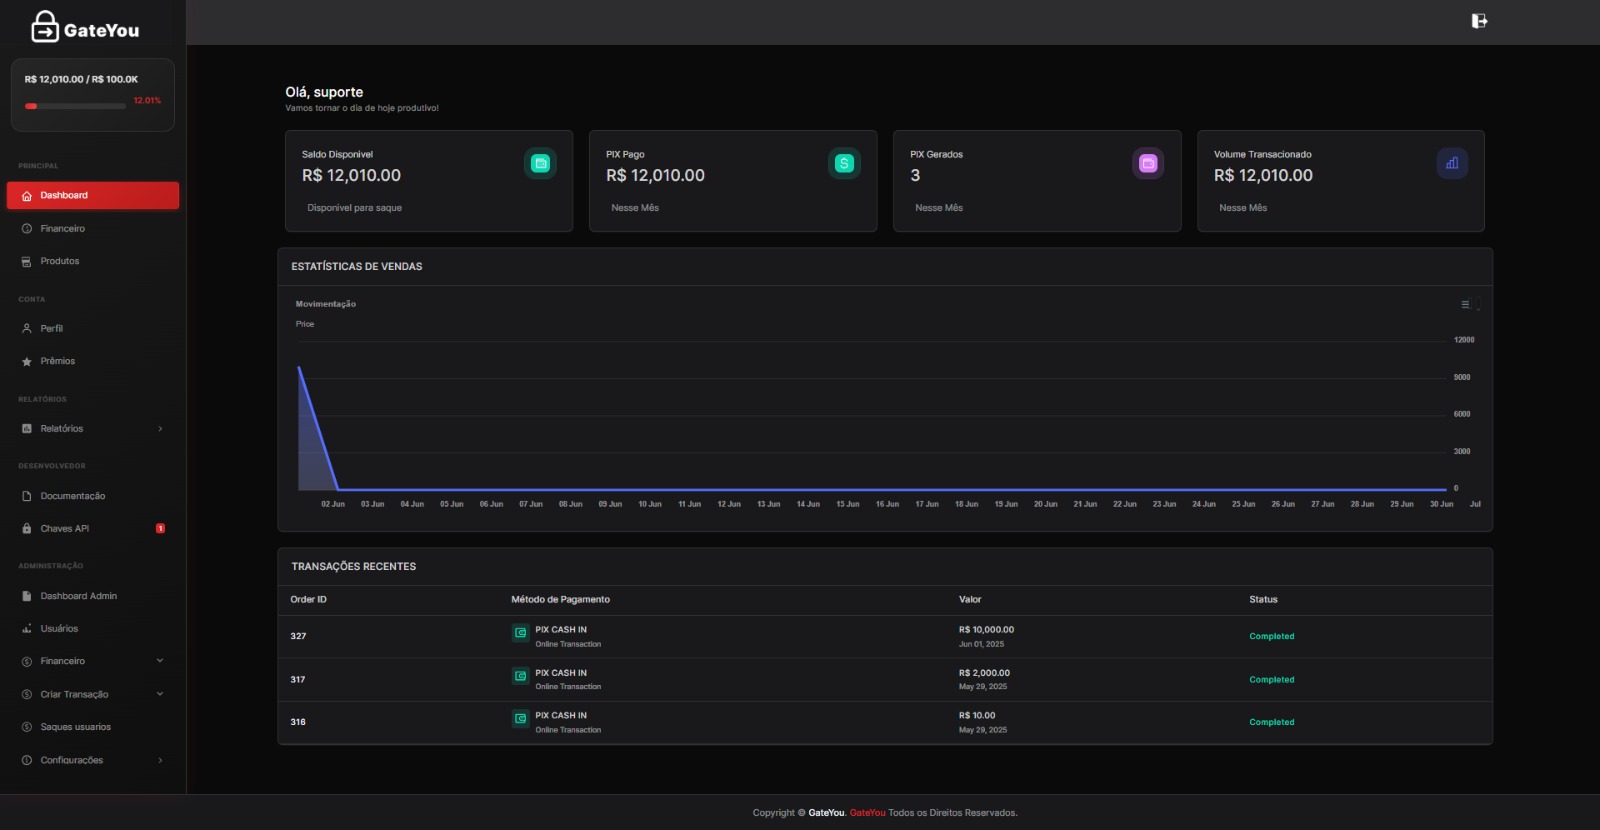 GateYou
R$ 12,010.00 / R$ 100.0K
12.01%
PRINCIPAL
Dashboard
Financeiro
Produtos
CONTA
Perfil
Prêmios
RELATÓRIOS
Relatórios
DESENVOLVEDOR
Documentação
Chaves API
1
ADMINISTRAÇÃO
Dashboard Admin
Usuários
Financeiro
Criar Transação
Saques usuarios
Configurações
Olá, suporte
Vamos tornar o dia de hoje produtivo!
Saldo Disponivel
R$ 12,010.00
Disponivel para saque
PIX Pago
R$ 12,010.00
Nesse Mês
PIX Gerados
3
Nesse Mês
Volume Transacionado
R$ 12,010.00
Nesse Mês
ESTATÍSTICAS DE VENDAS
Movimentação
Price
12000
9000
6000
3000
0
02 Jun 03 Jun 04 Jun 05 Jun 06 Jun 07 Jun 08 Jun 09 Jun 10 Jun 11 Jun 12 Jun 13 Jun 14 Jun 15 Jun 16 Jun 17 Jun 18 Jun 19 Jun 20 Jun 21 Jun 22 Jun 23 Jun 24 Jun 25 Jun 26 Jun 27 Jun 28 Jun 29 Jun 30 Jun Jul
TRANSAÇÕES RECENTES
Order ID Método de Pagamento Valor Status
327 PIX CASH IN R$ 10,000.00 Completed
Online Transaction Jun 01, 2025
317 PIX CASH IN R$ 2,000.00 Completed
Online Transaction May 29, 2025
316 PIX CASH IN R$ 10.00 Completed
Online Transaction May 29, 2025
Copyright © GateYou. GateYou Todos os Direitos Reservados.